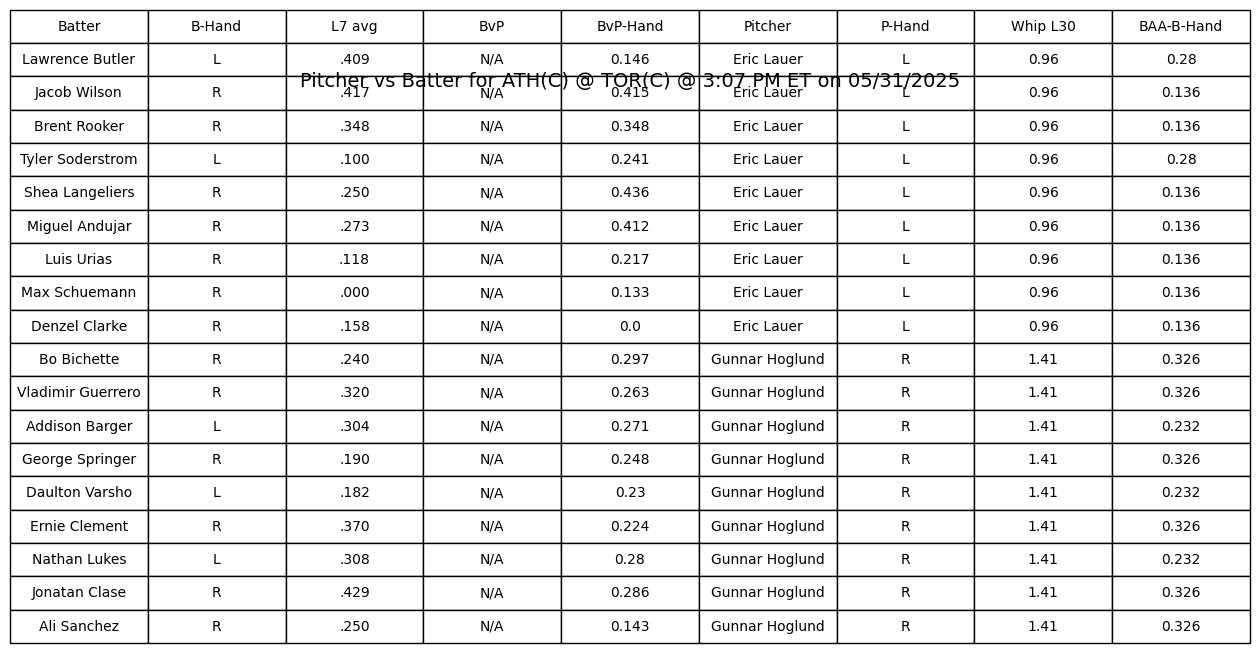 Batter B-Hand L7 avg BvP BvP-Hand Pitcher P-Hand Whip L30 BAA-B-Hand
Lawrence Butler L .409 N/A 0.146 Eric Lauer L 0.96 0.28
Pitcher vs Batter for ATH(C) @ TOR(C) @ 3:07 PM ET on 05/31/2025
Jacob Wilson R .417 N/A 0.415 Eric Lauer L 0.96 0.136
Brent Rooker R .348 N/A 0.348 Eric Lauer L 0.96 0.136
Tyler Soderstrom L .100 N/A 0.241 Eric Lauer L 0.96 0.28
Shea Langeliers R .250 N/A 0.436 Eric Lauer L 0.96 0.136
Miguel Andujar R .273 N/A 0.412 Eric Lauer L 0.96 0.136
Luis Urias R .118 N/A 0.217 Eric Lauer L 0.96 0.136
Max Schuemann R .000 N/A 0.133 Eric Lauer L 0.96 0.136
Denzel Clarke R .158 N/A 0.0 Eric Lauer L 0.96 0.136
Bo Bichette R .240 N/A 0.297 Gunnar Hoglund R 1.41 0.326
Vladimir Guerrero R .320 N/A 0.263 Gunnar Hoglund R 1.41 0.326
Addison Barger L .304 N/A 0.271 Gunnar Hoglund R 1.41 0.232
George Springer R .190 N/A 0.248 Gunnar Hoglund R 1.41 0.326
Daulton Varsho L .182 N/A 0.23 Gunnar Hoglund R 1.41 0.232
Ernie Clement R .370 N/A 0.224 Gunnar Hoglund R 1.41 0.326
Nathan Lukes L .308 N/A 0.28 Gunnar Hoglund R 1.41 0.232
Jonatan Clase R .429 N/A 0.286 Gunnar Hoglund R 1.41 0.326
Ali Sanchez R .250 N/A 0.143 Gunnar Hoglund R 1.41 0.326